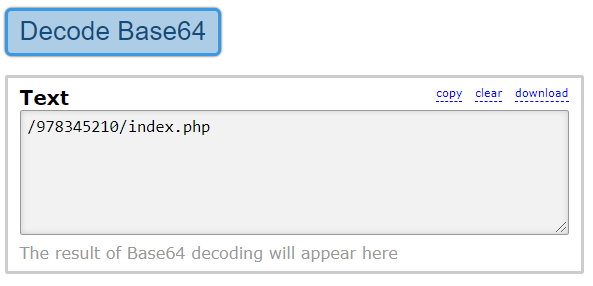 Decode Base64
Text
copy clear download
/978345210/index.php
The result of Base64 decoding will appear here